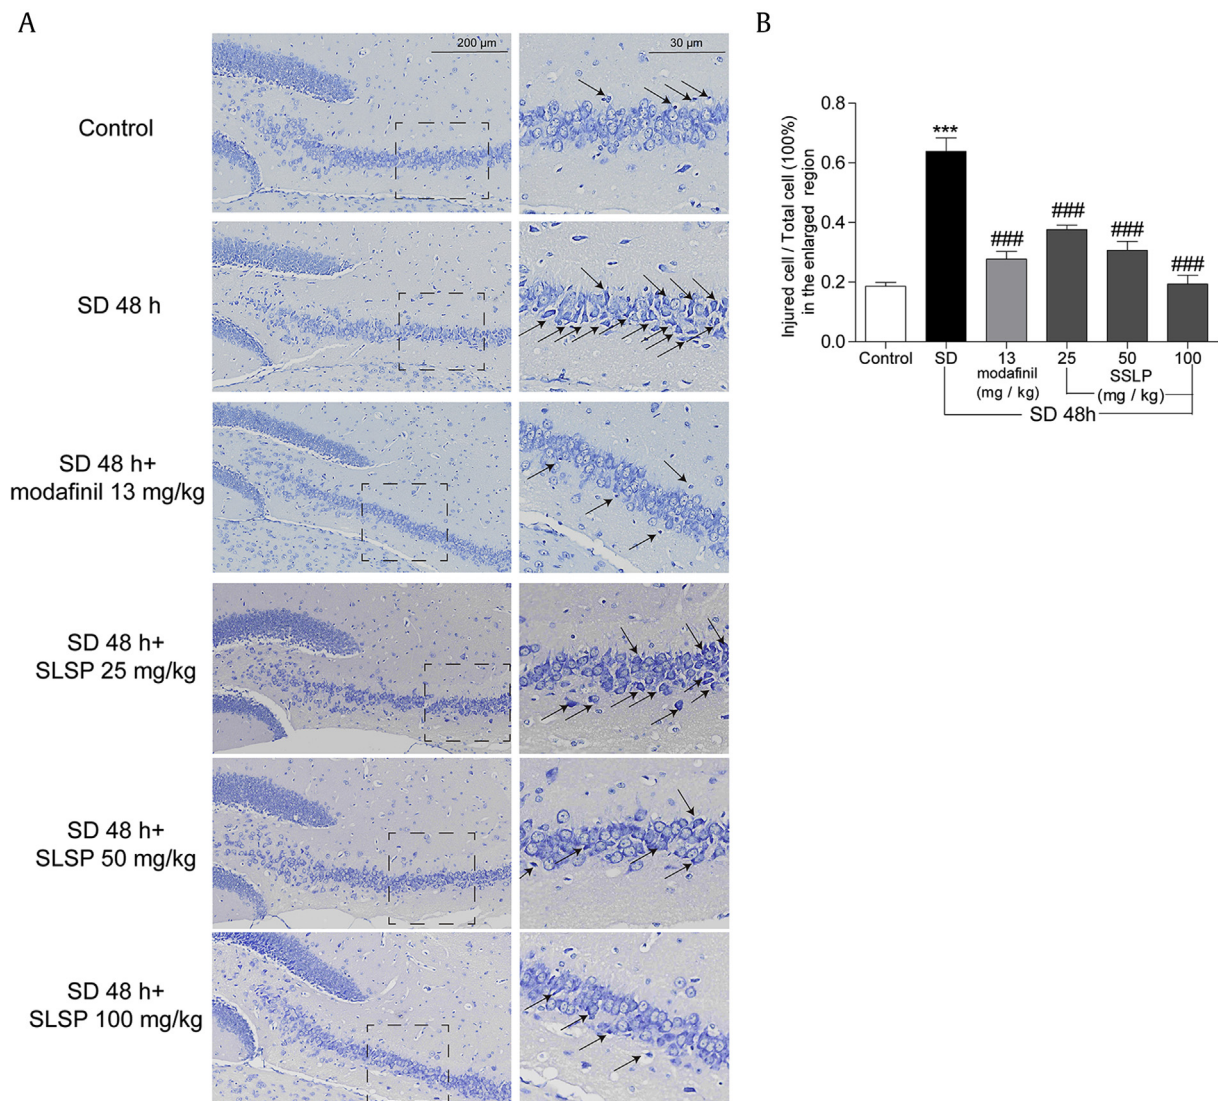 A
200 µm
30 µm
Control
SD 48 h
SD 48 h+
modafinil 13 mg/kg
SD 48 h+
SLSP 25 mg/kg
SD 48 h+
SLSP 50 mg/kg
SD 48 h+
SLSP 100 mg/kg
B
Injured cell / Total cell (100%)
in the enlarged region
0.8
0.6
0.4
0.2
0.0
***
###
###
###
###
Control
SD
13
25
50
100
modafinil
(mg / kg)
SSLP
(mg / kg)
SD 48h